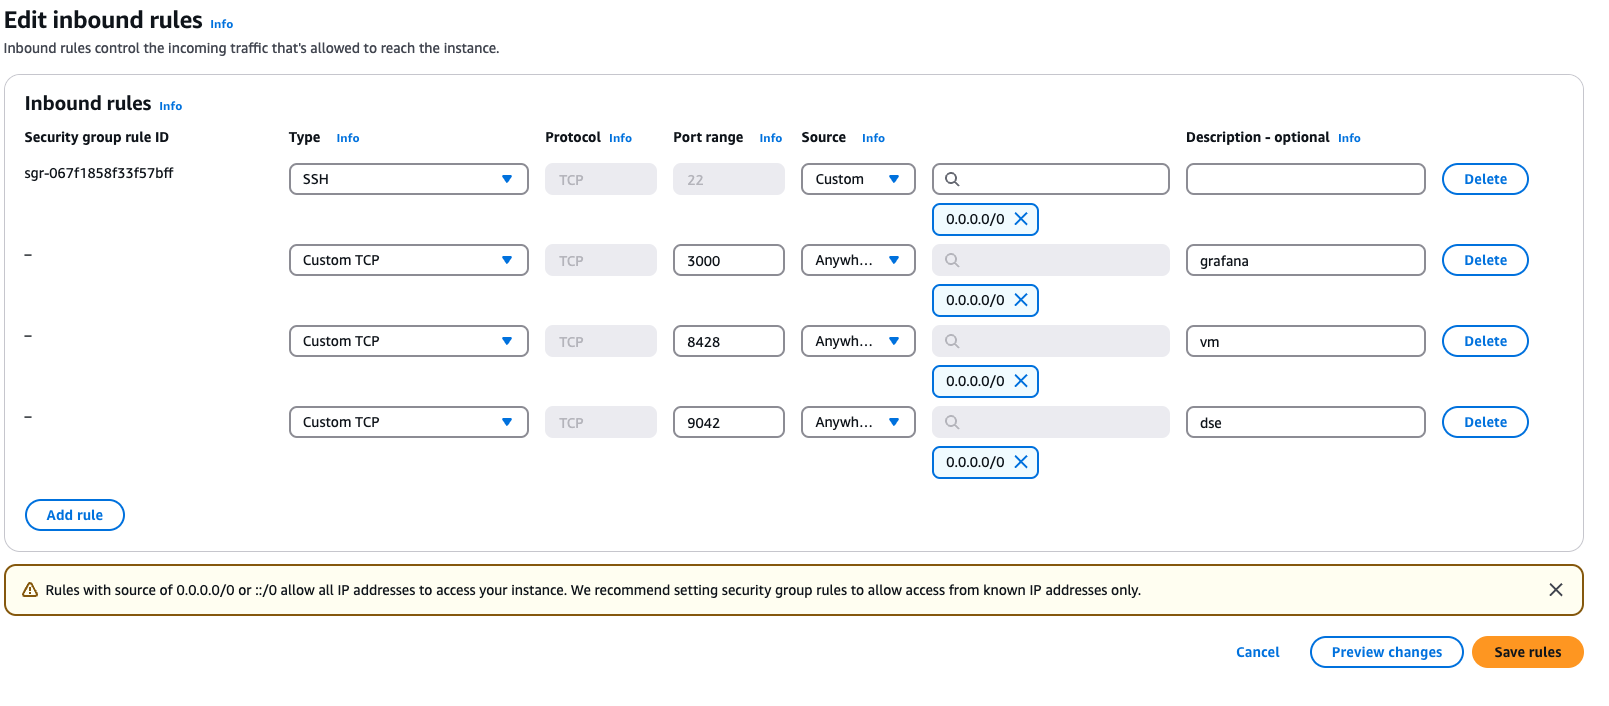 Edit inbound rules Info
Inbound rules control the incoming traffic that's allowed to reach the instance.
Inbound rules Info
Security group rule ID Type Info Protocol Info Port range Info Source Info Description - optional Info
sgr-067f1858f33f57bff SSH TCP 22 Custom Delete
0.0.0.0/0
– Custom TCP TCP 3000 Anywh... grafana Delete
0.0.0.0/0
– Custom TCP TCP 8428 Anywh... vm Delete
0.0.0.0/0
– Custom TCP TCP 9042 Anywh... dse Delete
0.0.0.0/0
Add rule
Rules with source of 0.0.0.0/0 or ::/0 allow all IP addresses to access your instance. We recommend setting security group rules to allow access from known IP addresses only.
Cancel Preview changes Save rules